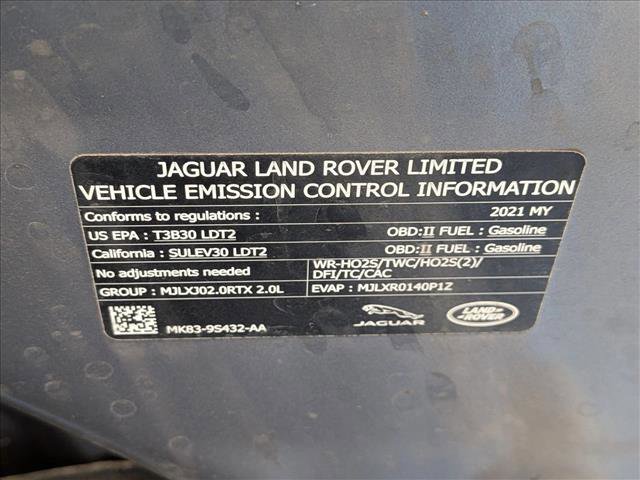 JAGUAR LAND ROVER LIMITED
VEHICLE EMISSION CONTROL INFORMATION
Conforms to regulations : 2021 MY
US EPA : T3B30 LDT2 OBD:II FUEL : Gasoline
California : SULEV30 LDT2 OBD:II FUEL : Gasoline
No adjustments needed WR-HO2S/TWC/HO2S(2)/
DFI/TC/CAC
GROUP : MJLXJ02.0RTX 2.0L EVAP : MJLXR0140P1Z
MK83-9S432-AA JAGUAR LAND ROVER